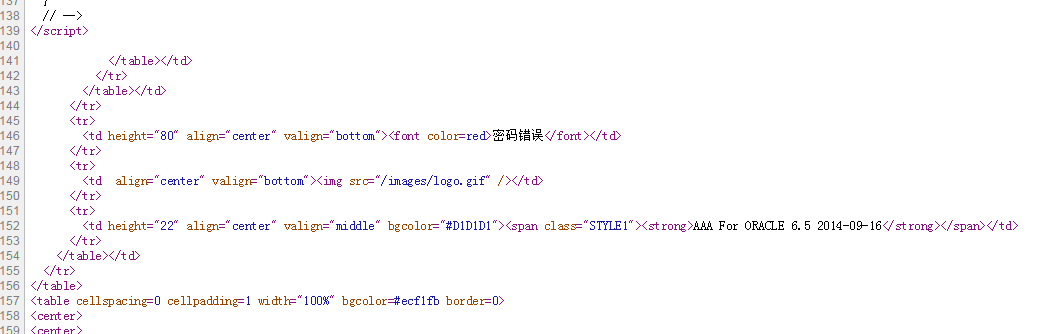 137   }
138   // -->
139 </script>
140
141             </table></td>
142           </tr>
143         </table></td>
144       </tr>
145       <tr>
146         <td height="80" align="center" valign="bottom"><font color=red>密码错误</font></td>
147       </tr>
148       <tr>
149         <td  align="center" valign="bottom"><img src="/images/logo.gif" /></td>
150       </tr>
151       <tr>
152         <td height="22" align="center" valign="middle" bgcolor="#D1D1D1"><span class="STYLE1"><strong>AAA For ORACLE 6.5 2014-09-16</strong></span></td>
153       </tr>
154     </table></td>
155   </tr>
156 </table>
157 <table cellspacing=0 cellpadding=1 width="100%" bgcolor=#ecf1fb border=0>
158 <center>
159 <center>